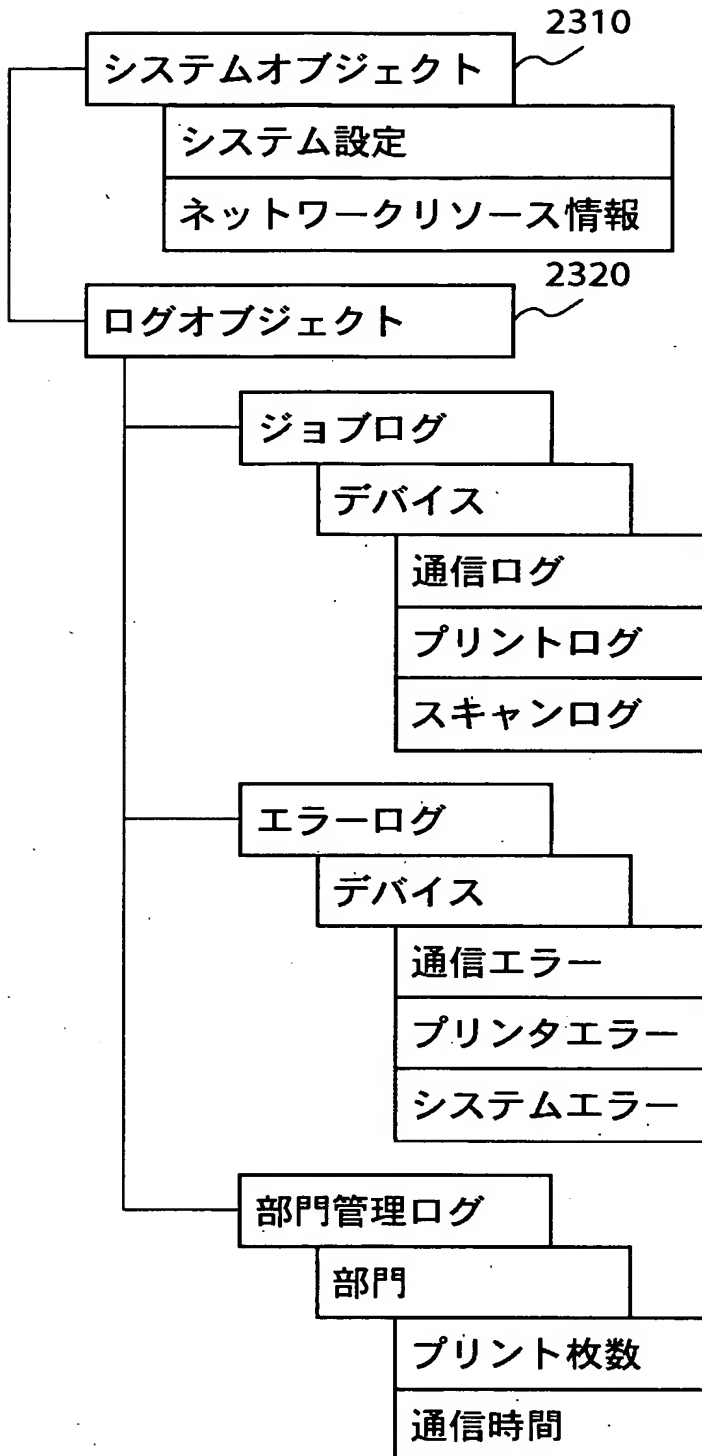 2310
システムオブジェクト
システム設定
ネットワークリソース情報
2320
ログオブジェクト
ジョブログ
デバイス
通信ログ
プリントログ
スキャンログ
エラーログ
デバイス
通信エラー
プリンタエラー
システムエラー
部門管理ログ
部門
プリント枚数
通信時間